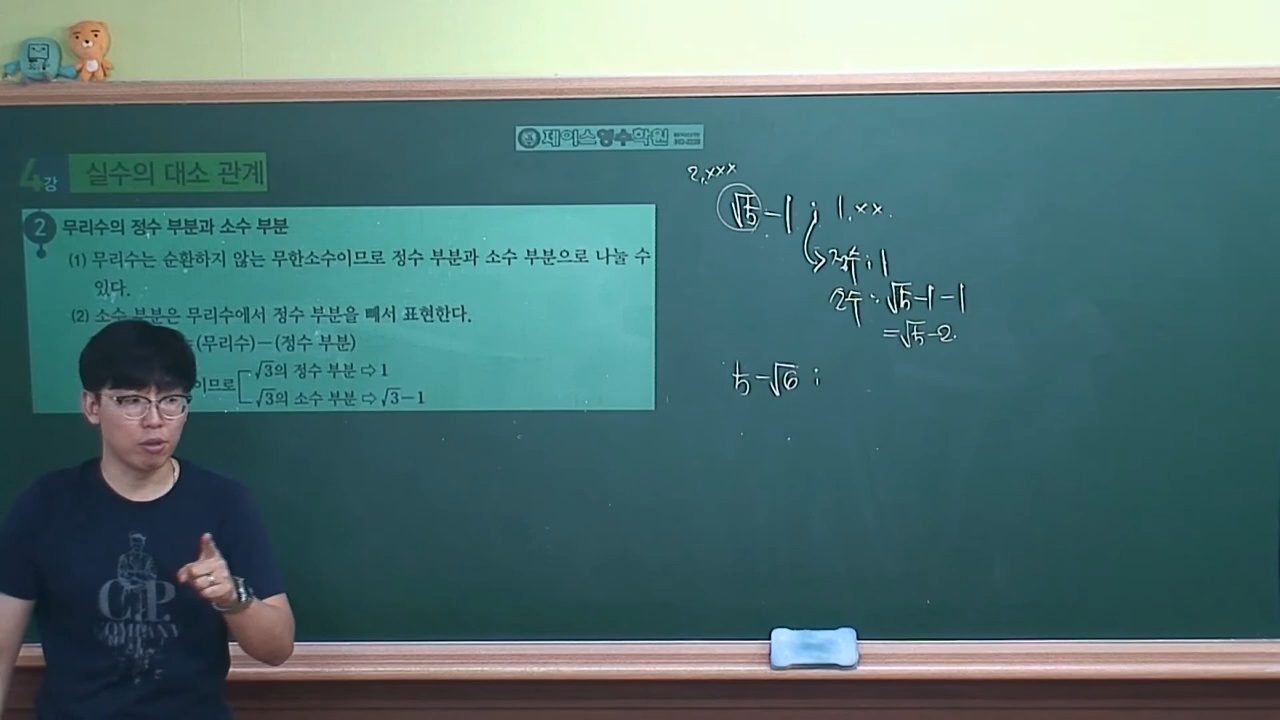 제이스영수학원
4강 실수의 대소 관계
2 무리수의 정수 부분과 소수 부분
(1) 무리수는 순환하지 않는 무한소수이므로 정수 부분과 소수 부분으로 나눌 수
있다.
(2) 소수 부분은 무리수에서 정수 부분을 빼서 표현한다.
(무리수)-(정수 부분)
이므로 √3의 정수 부분 ⇨ 1
√3의 소수 부분 ⇨ √3-1
2.xxx
√5-1 : 1.xx.
정수 : 1
소수 : √5-1-1
=√5-2.
5-√6 :
C.P.
COMPANY